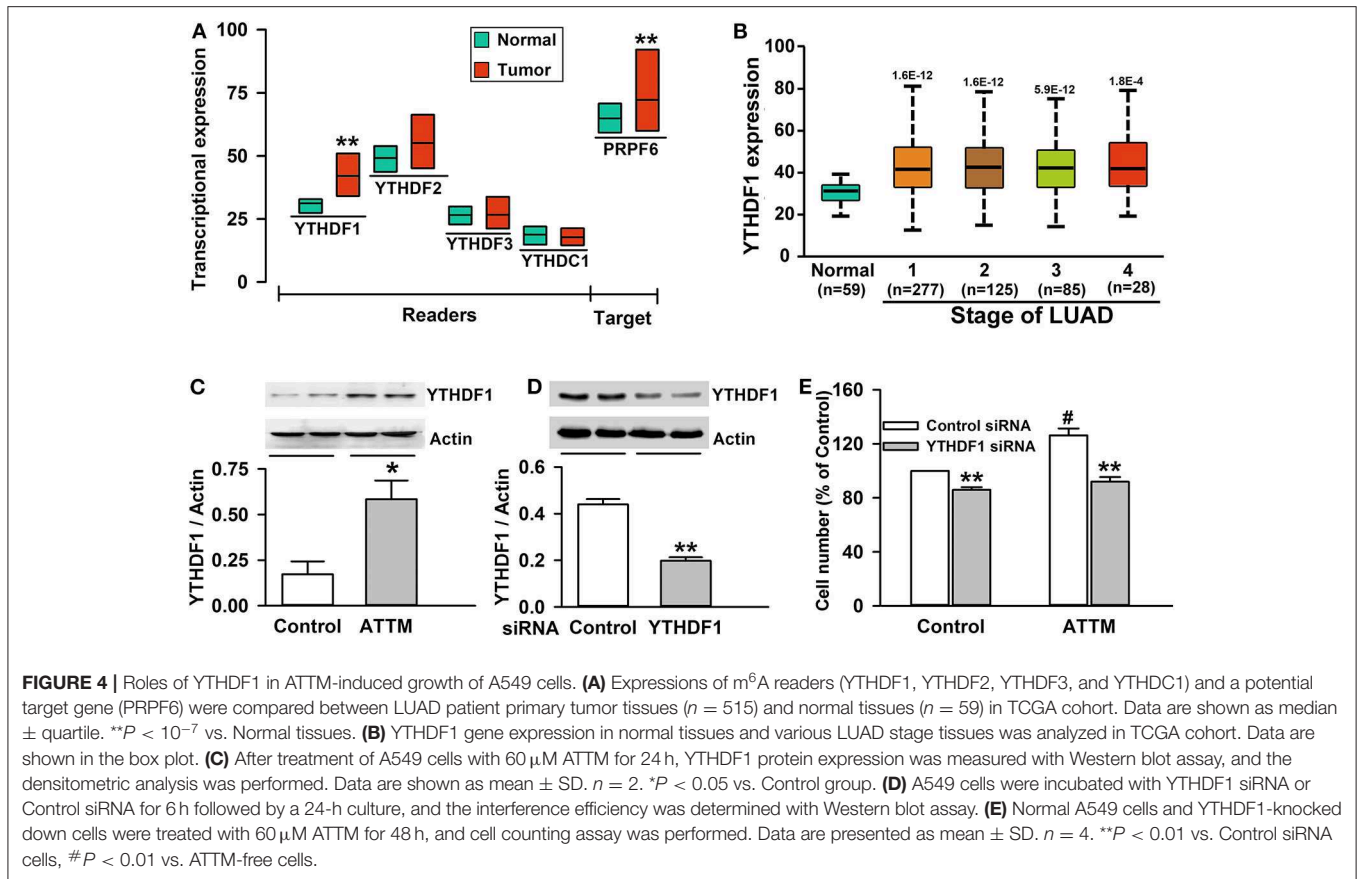 A
Transcriptional expression
100
75
50
25
0
Normal
Tumor
**
**
YTHDF1
YTHDF2
YTHDF3
YTHDC1
PRPF6
Readers
Target
B
YTHDF1 expression
100
80
60
40
20
0
1.6E-12
1.6E-12
5.9E-12
1.8E-4
Normal 1 2 3 4
(n=59) (n=277) (n=125) (n=85) (n=28)
Stage of LUAD
C
YTHDF1
Actin
YTHDF1 / Actin
0.75
0.50
0.25
0.00
*
Control ATTM
D
YTHDF1
Actin
YTHDF1 / Actin
0.6
0.4
0.2
0.0
**
siRNA Control YTHDF1
E
Cell number (% of Control)
160
120
80
40
0
Control siRNA
YTHDF1 siRNA
**
#
**
Control ATTM
FIGURE 4 | Roles of YTHDF1 in ATTM-induced growth of A549 cells. (A) Expressions of m⁶A readers (YTHDF1, YTHDF2, YTHDF3, and YTHDC1) and a potential
target gene (PRPF6) were compared between LUAD patient primary tumor tissues (n = 515) and normal tissues (n = 59) in TCGA cohort. Data are shown as median
± quartile. **P < 10⁻⁷ vs. Normal tissues. (B) YTHDF1 gene expression in normal tissues and various LUAD stage tissues was analyzed in TCGA cohort. Data are
shown in the box plot. (C) After treatment of A549 cells with 60 μM ATTM for 24 h, YTHDF1 protein expression was measured with Western blot assay, and the
densitometric analysis was performed. Data are shown as mean ± SD. n = 2. *P < 0.05 vs. Control group. (D) A549 cells were incubated with YTHDF1 siRNA or
Control siRNA for 6 h followed by a 24-h culture, and the interference efficiency was determined with Western blot assay. (E) Normal A549 cells and YTHDF1-knocked
down cells were treated with 60 μM ATTM for 48 h, and cell counting assay was performed. Data are presented as mean ± SD. n = 4. **P < 0.01 vs. Control siRNA
cells, #P < 0.01 vs. ATTM-free cells.